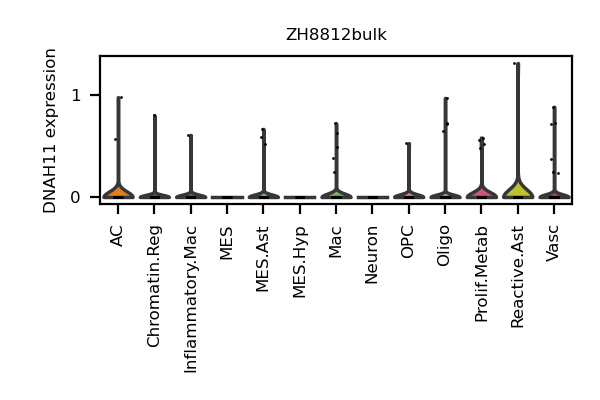 ZH8812bulk
DNAH11 expression
1
0
AC
Chromatin.Reg
Inflammatory.Mac
MES
MES.Ast
MES.Hyp
Mac
Neuron
OPC
Oligo
Prolif.Metab
Reactive.Ast
Vasc